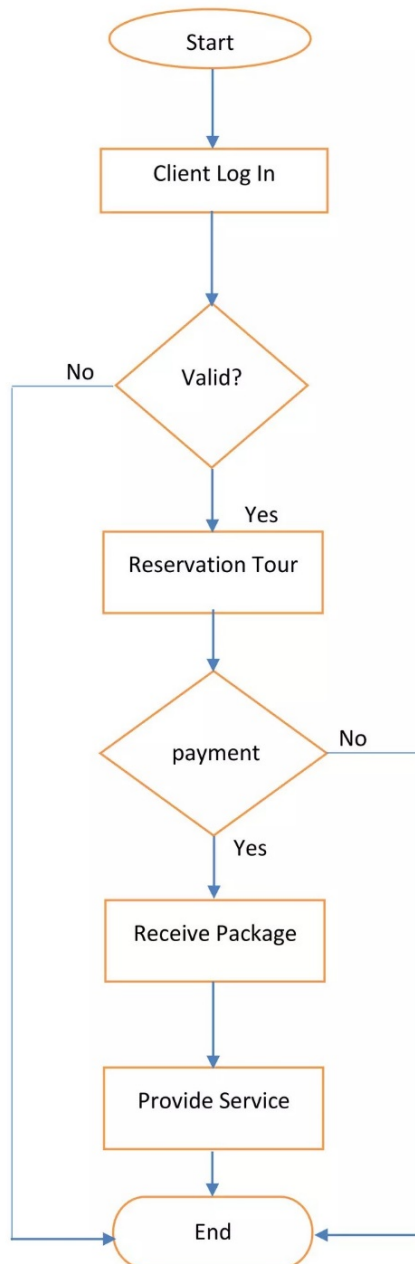 Start
Client Log In
No
Valid?
Yes
Reservation Tour
No
payment
Yes
Receive Package
Provide Service
End